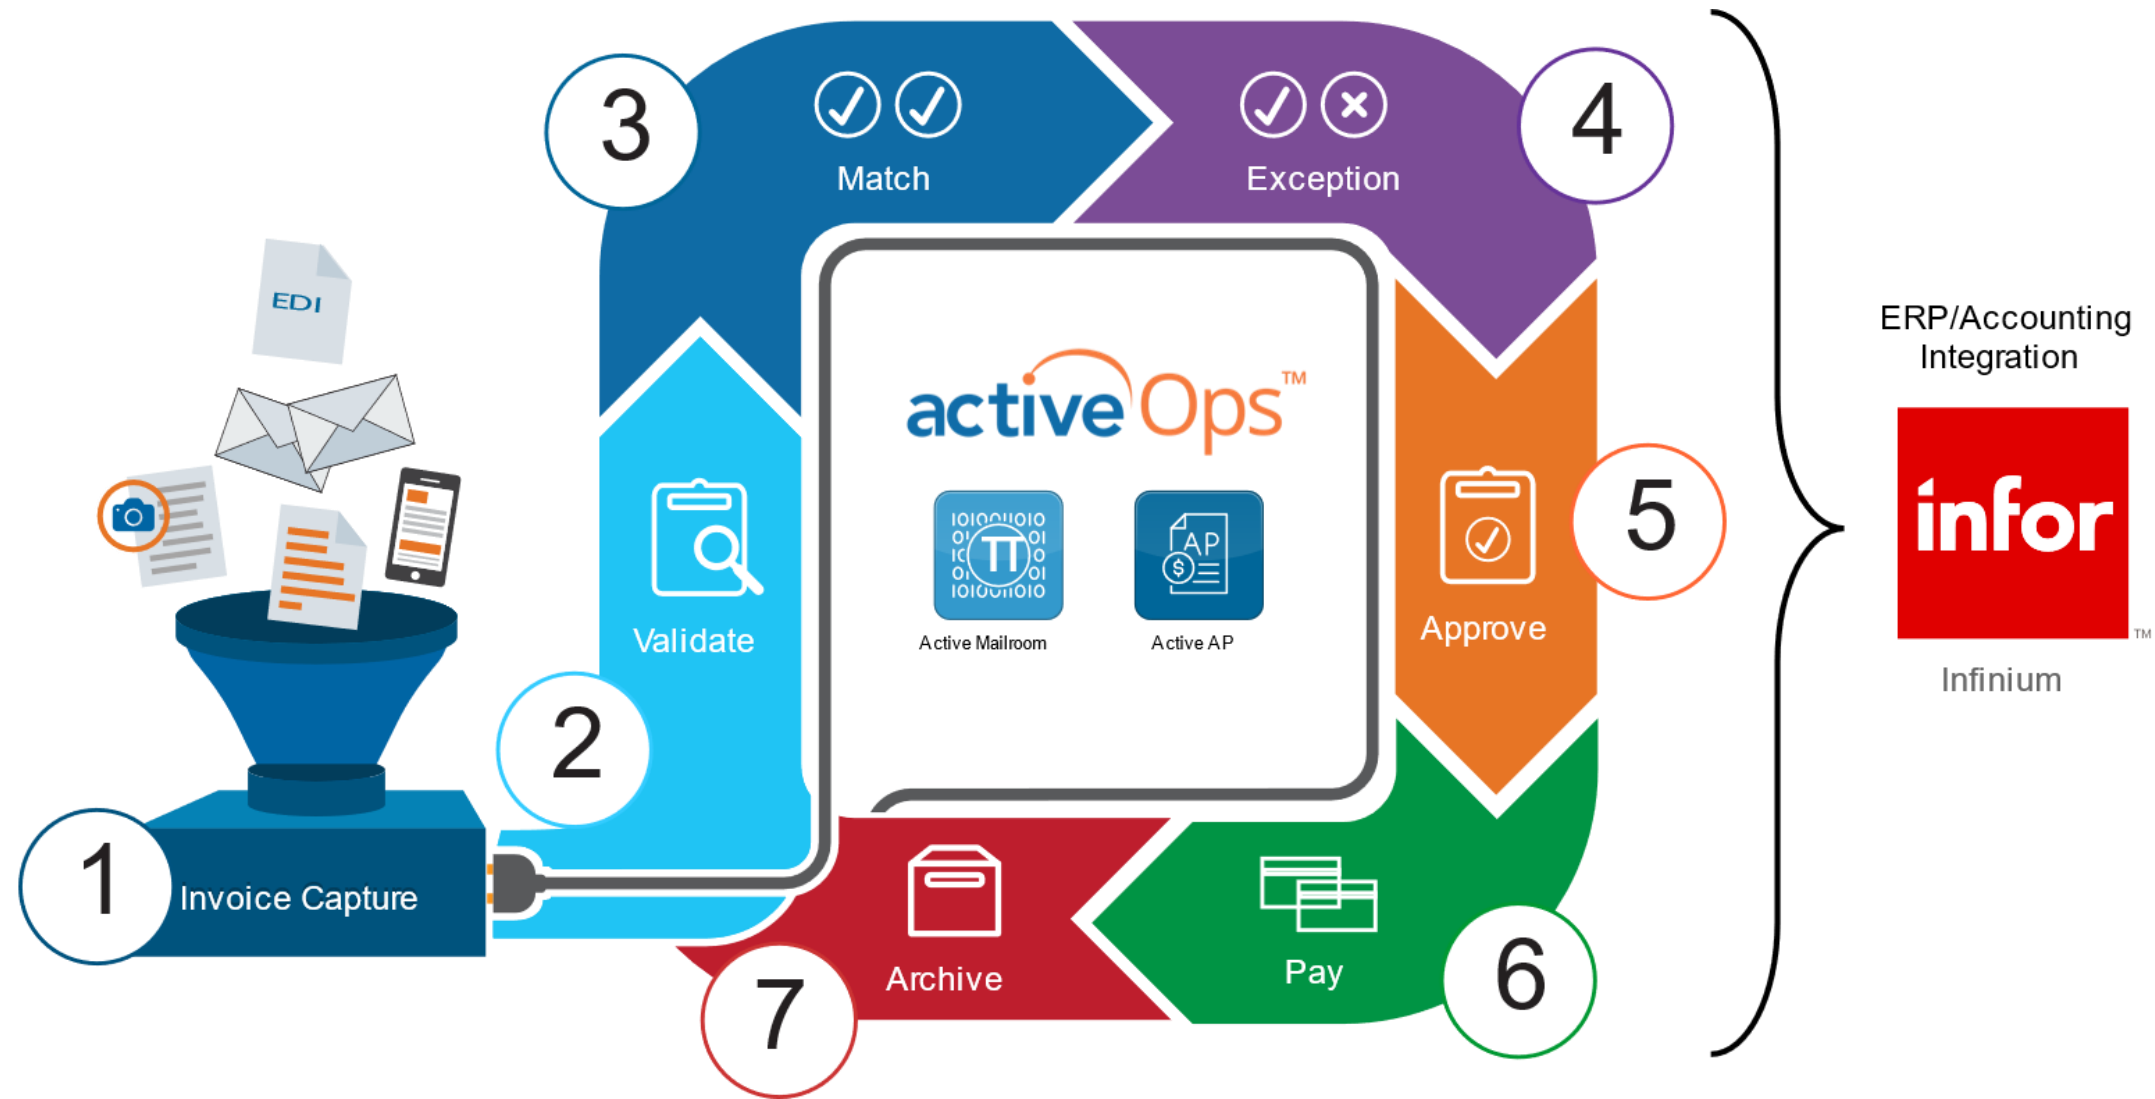 EDI
1
Invoice Capture
2
Validate
3
Match
Exception
4
Approve
5
Pay
6
Archive
7
activeOps™
Active Mailroom
AP
$
Active AP
ERP/Accounting
Integration
infor
™
Infinium